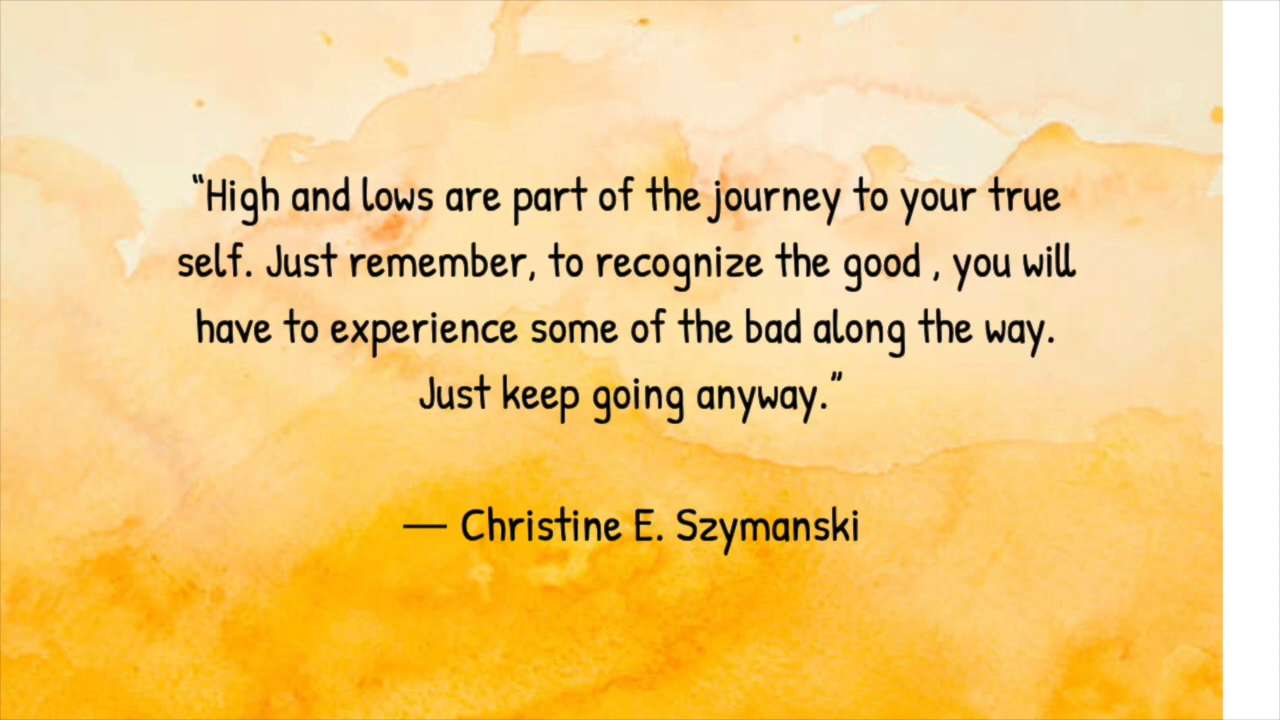 “High and lows are part of the journey to your true
self. Just remember, to recognize the good , you will
have to experience some of the bad along the way.
Just keep going anyway.”
— Christine E. Szymanski